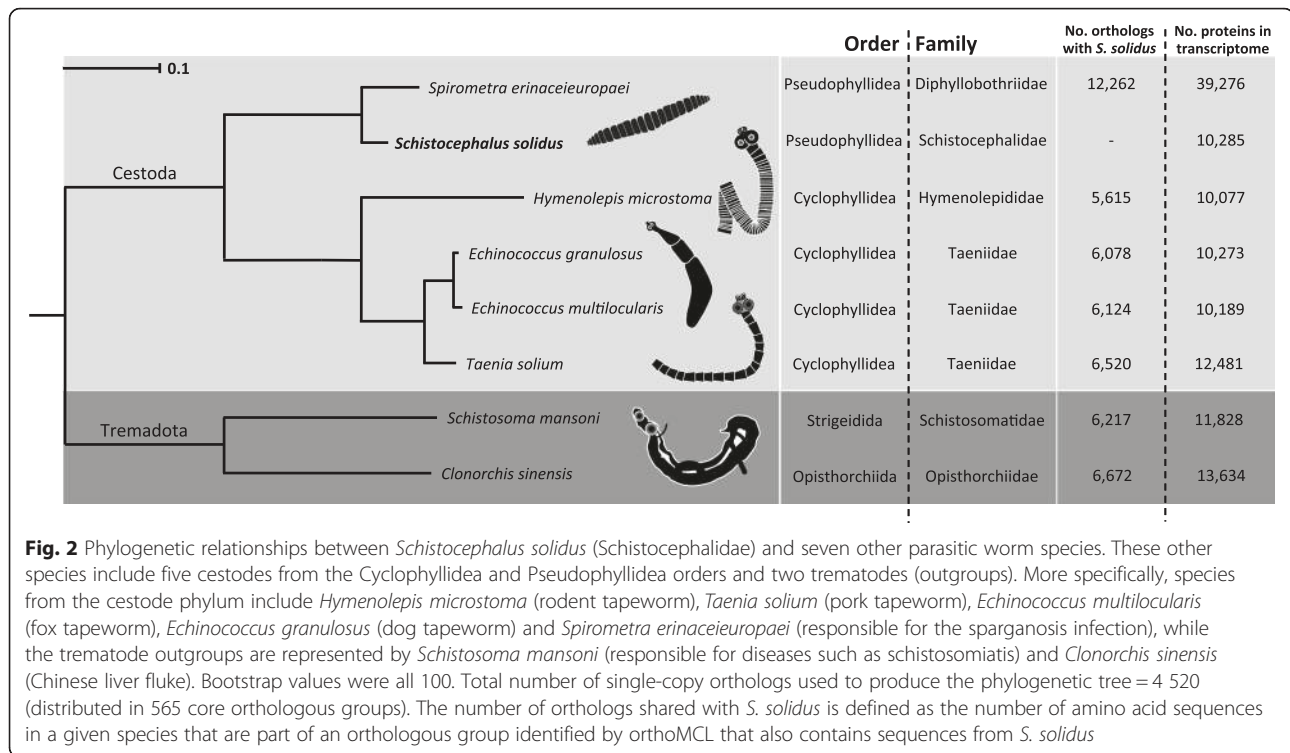 Order Family No. orthologs with S. solidus No. proteins in transcriptome
0.1
Spirometra erinaceieuropaei Pseudophyllidea Diphyllobothriidae 12,262 39,276
Schistocephalus solidus Pseudophyllidea Schistocephalidae - 10,285
Cestoda
Hymenolepis microstoma Cyclophyllidea Hymenolepididae 5,615 10,077
Echinococcus granulosus Cyclophyllidea Taeniidae 6,078 10,273
Echinococcus multilocularis Cyclophyllidea Taeniidae 6,124 10,189
Taenia solium Cyclophyllidea Taeniidae 6,520 12,481
Schistosoma mansoni Strigeidida Schistosomatidae 6,217 11,828
Tremadota
Clonorchis sinensis Opisthorchiida Opisthorchiidae 6,672 13,634
Fig. 2 Phylogenetic relationships between Schistocephalus solidus (Schistocephalidae) and seven other parasitic worm species. These other
species include five cestodes from the Cyclophyllidea and Pseudophyllidea orders and two trematodes (outgroups). More specifically, species
from the cestode phylum include Hymenolepis microstoma (rodent tapeworm), Taenia solium (pork tapeworm), Echinococcus multilocularis
(fox tapeworm), Echinococcus granulosus (dog tapeworm) and Spirometra erinaceieuropaei (responsible for the sparganosis infection), while
the trematode outgroups are represented by Schistosoma mansoni (responsible for diseases such as schistosomiatis) and Clonorchis sinensis
(Chinese liver fluke). Bootstrap values were all 100. Total number of single-copy orthologs used to produce the phylogenetic tree = 4 520
(distributed in 565 core orthologous groups). The number of orthologs shared with S. solidus is defined as the number of amino acid sequences
in a given species that are part of an orthologous group identified by orthoMCL that also contains sequences from S. solidus